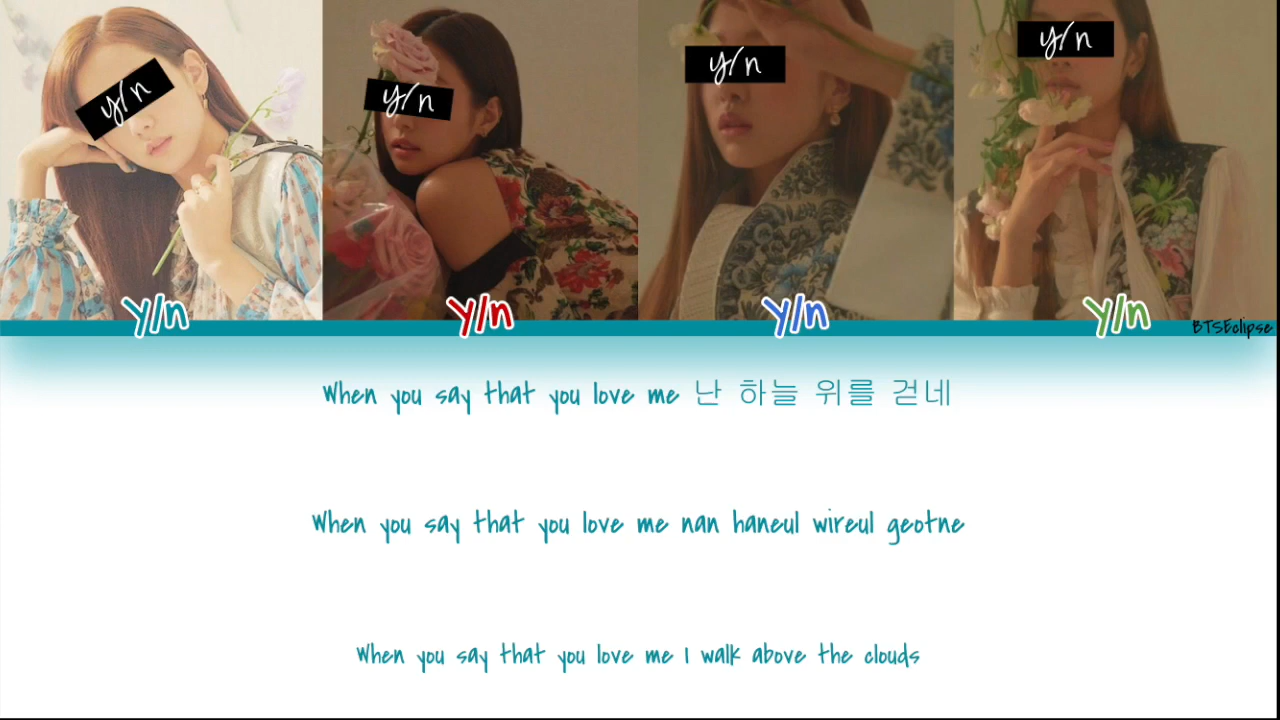 y/n
y/n
y/n
y/n
Y/n
Y/n
Y/n
Y/n
BTSEclipse
When you say that you love me 난 하늘 위를 걷네
When you say that you love me nan haneul wireul geotne
When you say that you love me I walk above the clouds